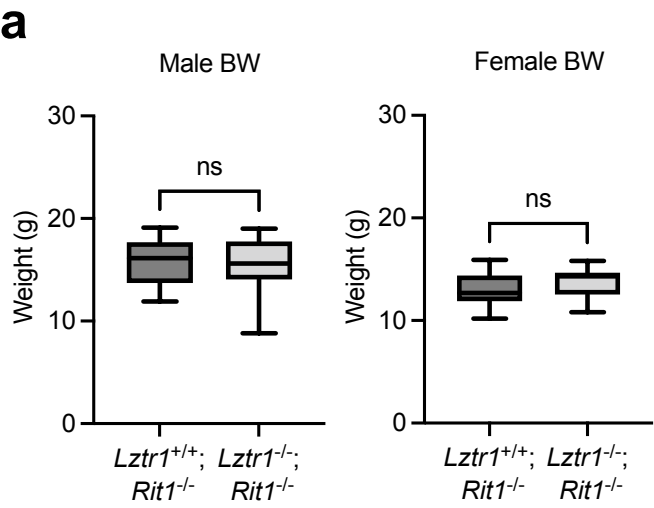 a
Male BW
Female BW
30
20
10
0
Weight (g)
ns
Lztr1+/+; Lztr1-/-;
Rit1-/- Rit1-/-
30
20
10
0
Weight (g)
ns
Lztr1+/+; Lztr1-/-;
Rit1-/- Rit1-/-